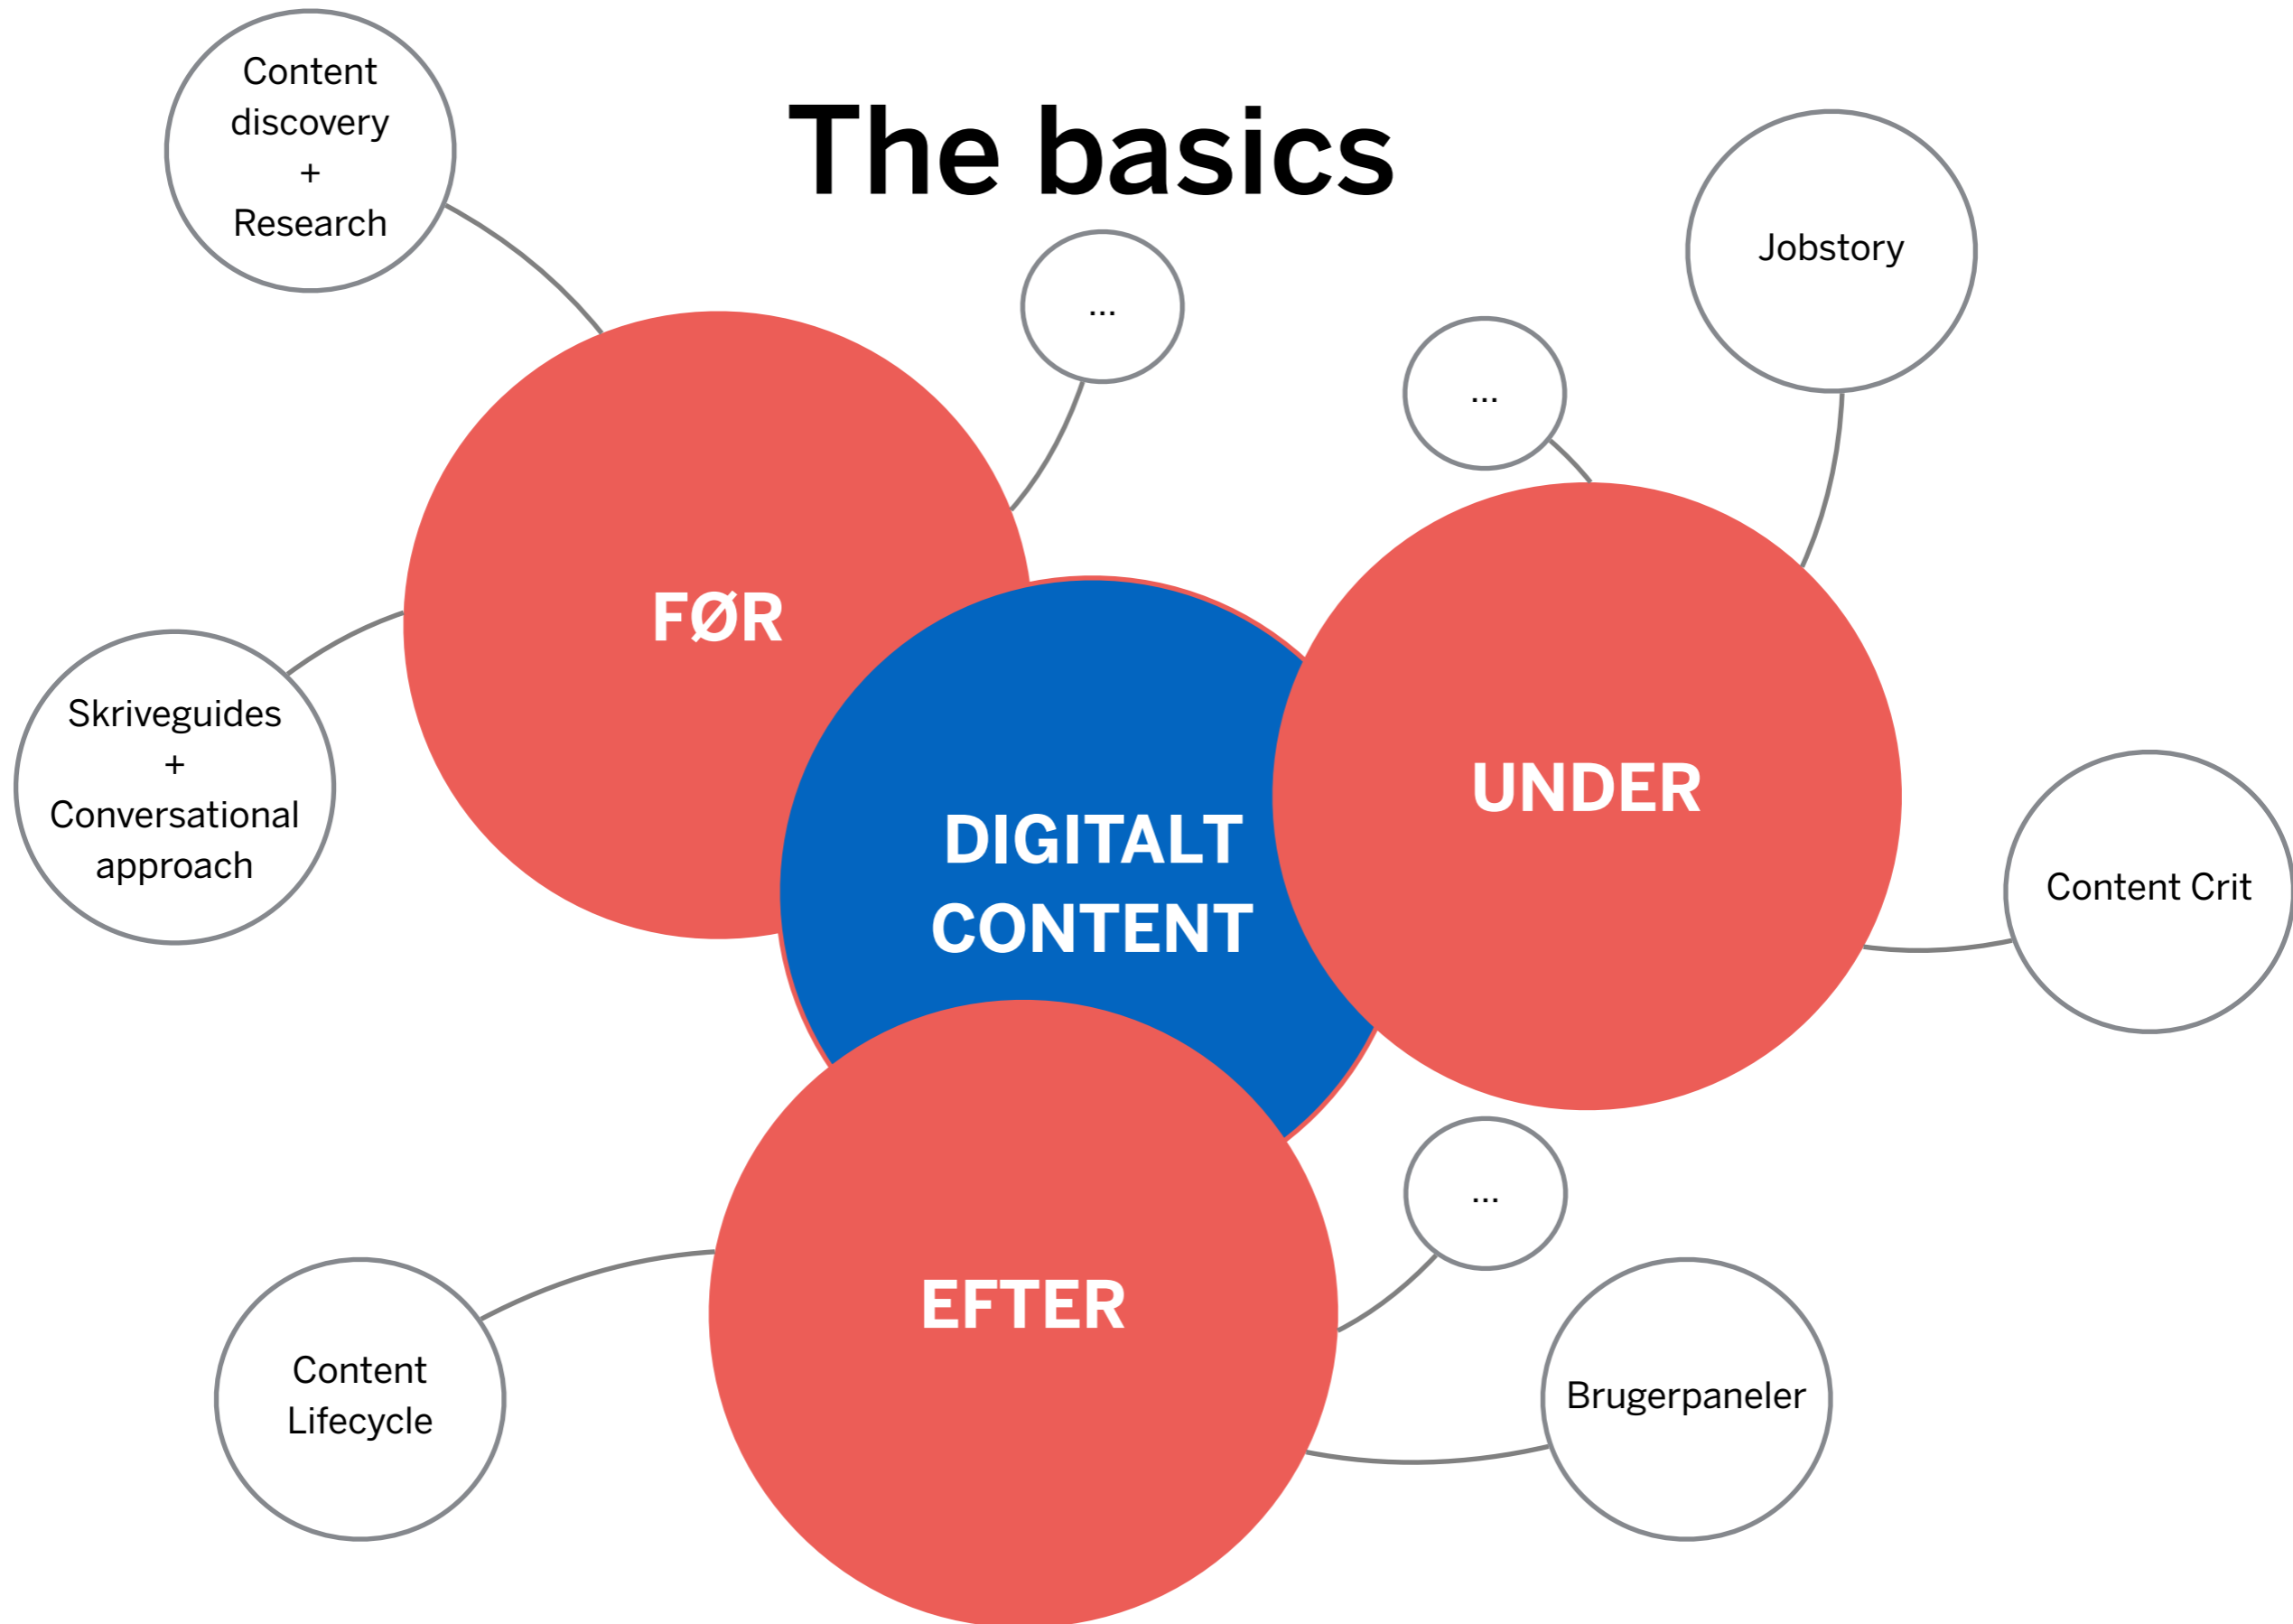 The basics
Content
discovery
+
Research
...
...
Jobstory
FØR
Skriveguides
+
Conversational
approach
DIGITALT
CONTENT
UNDER
Content Crit
EFTER
...
Content
Lifecycle
Brugerpaneler